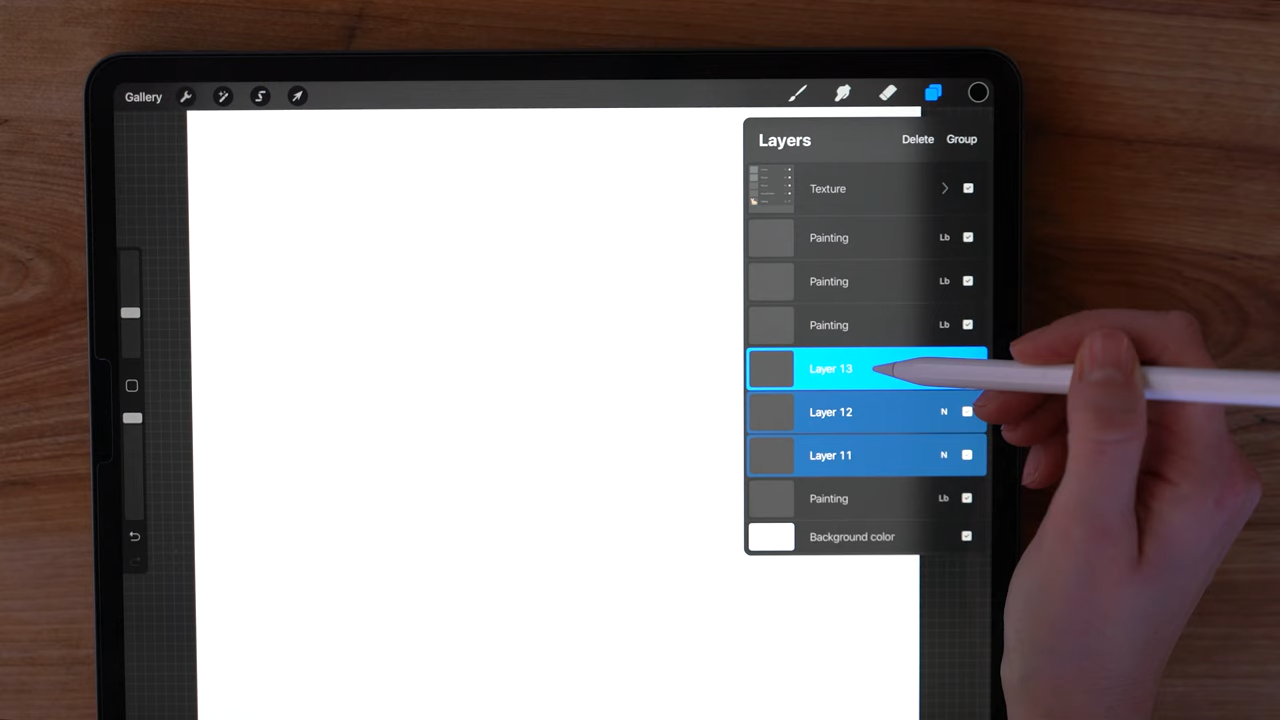 Gallery
Layers Delete Group
Texture
Painting Lb
Painting Lb
Painting Lb
Layer 13
Layer 12 N
Layer 11 N
Painting Lb
Background color